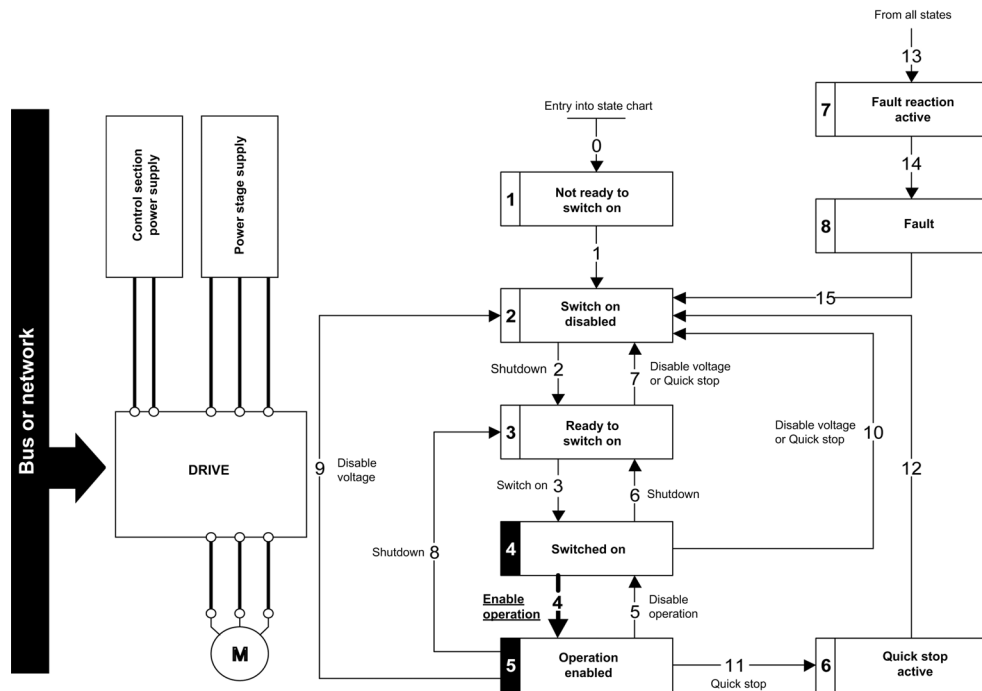 From all states
13
7
Fault reaction
active
Entry into state chart
0
14
Control section
power supply
Power stage supply
1
Not ready to
switch on
8
Fault
1
15
2
Switch on
disabled
Shutdown
2
7
Disable voltage
or Quick stop
Bus or network
3
Ready to
switch on
Disable voltage
or Quick stop
10
DRIVE
9
Disable
voltage
12
Switch on
3
6
Shutdown
Shutdown
8
4
Switched on
Enable
operation
4
5
Disable
operation
M
5
Operation
enabled
11
Quick stop
6
Quick stop
active